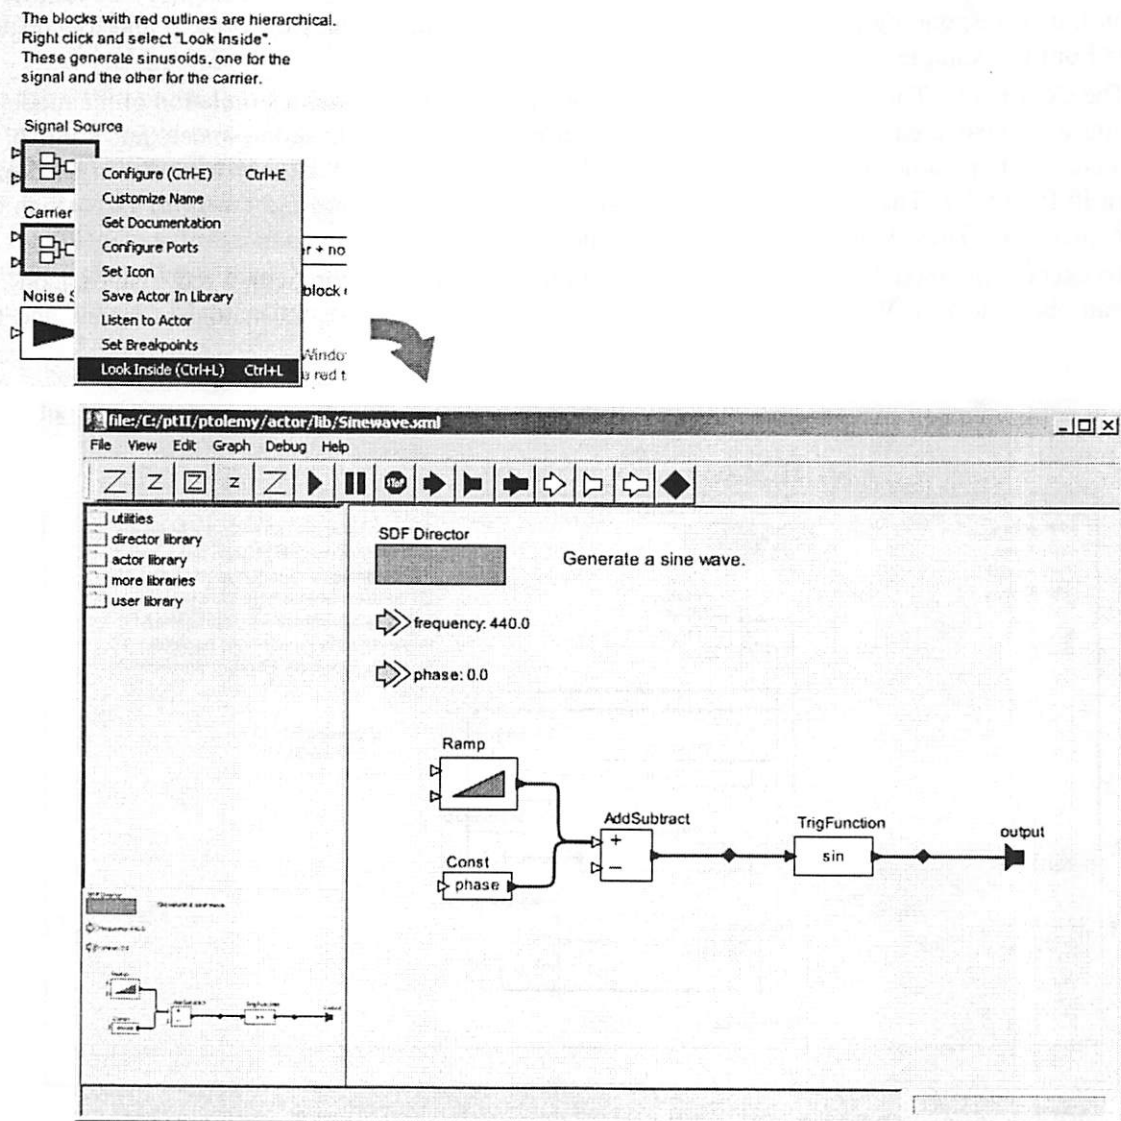 The blocks with red outlines are hierarchical.
Right click and select "Look Inside".
These generate sinusoids, one for the
signal and the other for the carrier.
Signal Source
Configure (Ctrl-E) Ctrl+E
Customize Name
Carrier
Get Documentation
Configure Ports
r + no
Set Icon
Noise S
Save Actor In Library
block
Listen to Actor
Set Breakpoints
Windo
Look Inside (Ctrl+L) Ctrl+L
a red t
file:/C:/ptII/ptolemy/actor/lib/Sinewave.xml
File View Edit Graph Debug Help
STOP
utilities
director library
actor library
more libraries
user library
SDF Director
Generate a sine wave.
frequency: 440.0
phase: 0.0
Ramp
AddSubtract
+
−
TrigFunction
sin
output
Const
phase